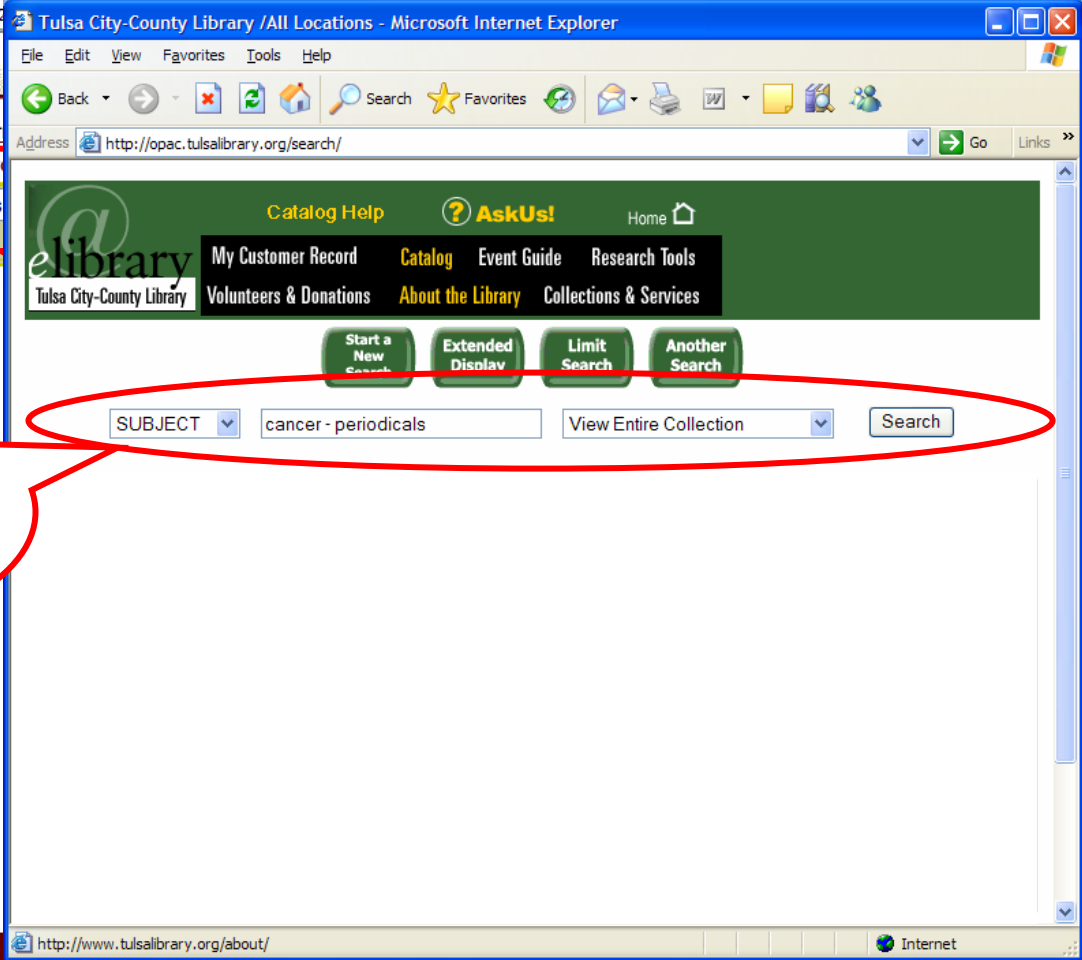 Tulsa City-County Library /All Locations - Microsoft Internet Explorer
File Edit View Favorites Tools Help
Back Search Favorites
Address http://opac.tulsalibrary.org/search/ Go Links »
Catalog Help ? AskUs! Home
@
elibrary
Tulsa City-County Library
My Customer Record Catalog Event Guide Research Tools
Volunteers & Donations About the Library Collections & Services
Start a New Search
Extended Display
Limit Search
Another Search
SUBJECT cancer - periodicals View Entire Collection Search
http://www.tulsalibrary.org/about/ Internet